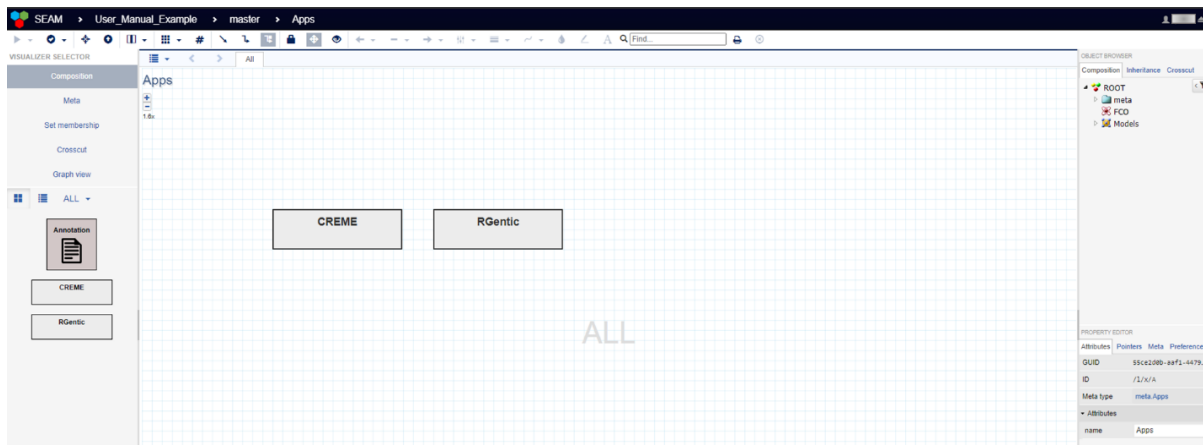 SEAM > User_Manual_Example > master > Apps
Find...
VISUALIZER SELECTOR
Composition
Meta
Set membership
Crosscut
Graph view
ALL
Annotation
CREME
RGentic
All
Apps
1.6x
CREME
RGentic
ALL
OBJECT BROWSER
Composition Inheritance Crosscut
ROOT
meta
FCO
Models
PROPERTY EDITOR
Attributes Pointers Meta Preference
GUID 55ce2d0b-aaf1-4479.
ID /1/x/A
Meta type meta.Apps
Attributes
name Apps